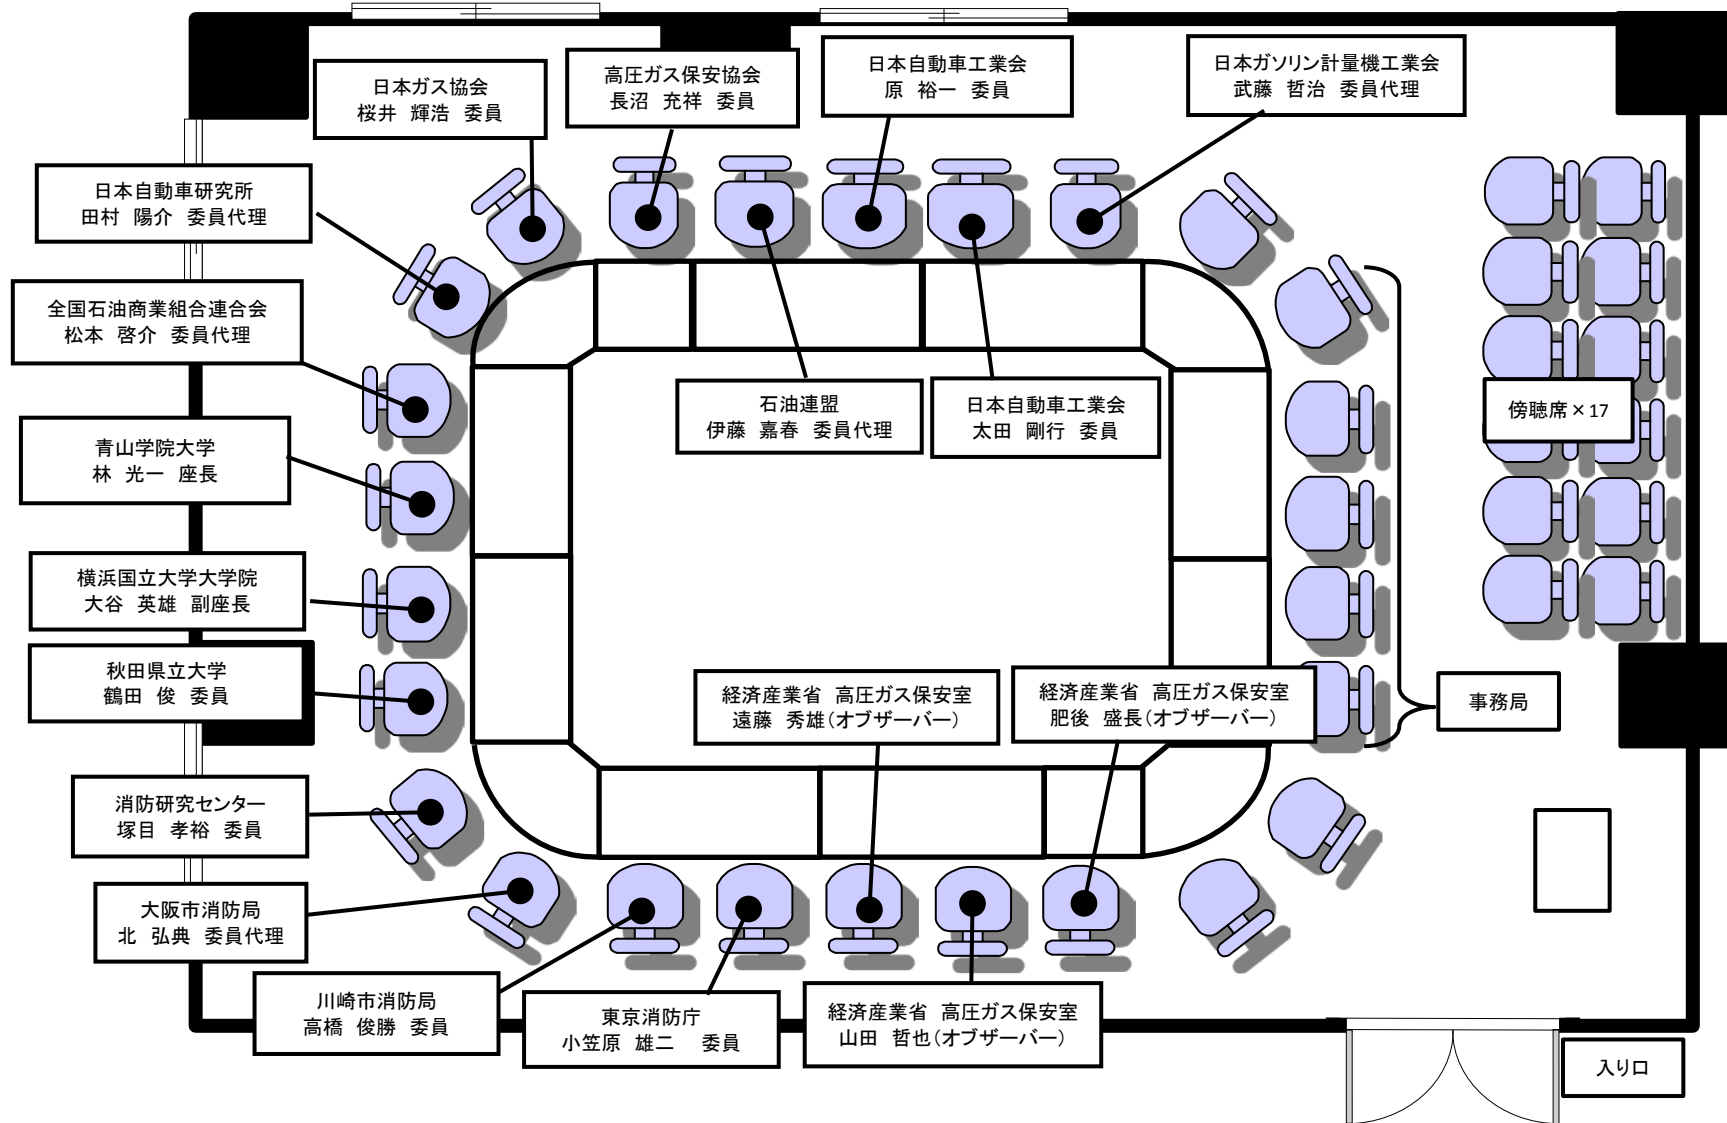 日本ガス協会
桜井 輝浩 委員
高圧ガス保安協会
長沼 充祥 委員
日本自動車工業会
原 裕一 委員
日本ガソリン計量機工業会
武藤 哲治 委員代理
日本自動車研究所
田村 陽介 委員代理
全国石油商業組合連合会
松本 啓介 委員代理
石油連盟
伊藤 嘉春 委員代理
日本自動車工業会
太田 剛行 委員
傍聴席×17
青山学院大学
林 光一 座長
横浜国立大学大学院
大谷 英雄 副座長
秋田県立大学
鶴田 俊 委員
経済産業省 高圧ガス保安室
遠藤 秀雄(オブザーバー)
経済産業省 高圧ガス保安室
肥後 盛長(オブザーバー)
事務局
消防研究センター
塚目 孝裕 委員
大阪市消防局
北 弘典 委員代理
川崎市消防局
高橋 俊勝 委員
東京消防庁
小笠原 雄二 委員
経済産業省 高圧ガス保安室
山田 哲也(オブザーバー)
入り口